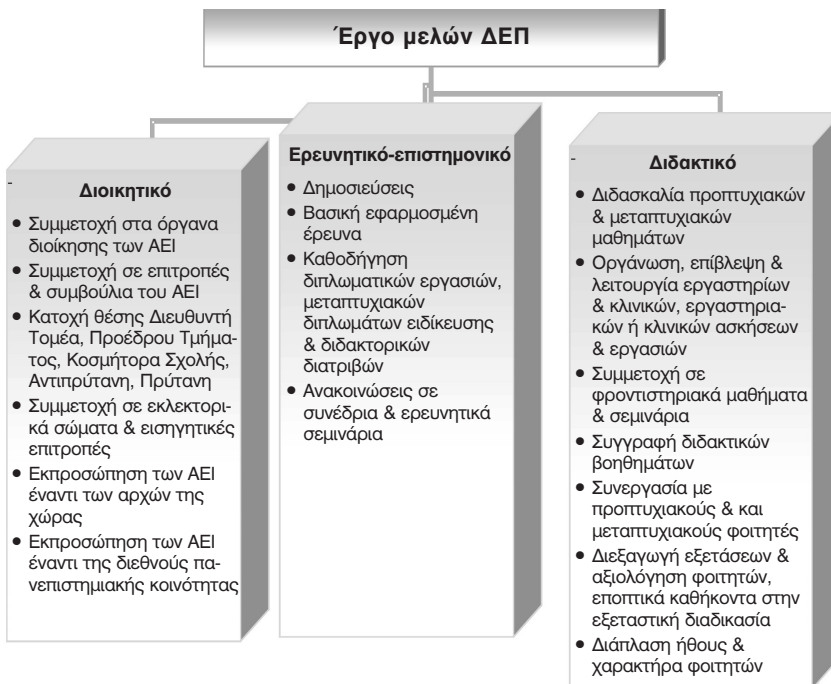 Έργο μελών ΔΕΠ
Διοικητικό
• Συμμετοχή στα όργανα
διοίκησης των ΑΕΙ
• Συμμετοχή σε επιτροπές
& συμβούλια του ΑΕΙ
• Κατοχή θέσης Διευθυντή
Τομέα, Προέδρου Τμήμα-
τος, Κοσμήτορα Σχολής,
Αντιπρύτανη, Πρύτανη
• Συμμετοχή σε εκλεκτορι-
κά σώματα & εισηγητικές
επιτροπές
• Εκπροσώπηση των ΑΕΙ
έναντι των αρχών της
χώρας
• Εκπροσώπηση των ΑΕΙ
έναντι της διεθνούς πα-
νεπιστημιακής κοινότητας
Ερευνητικό-επιστημονικό
• Δημοσιεύσεις
• Βασική εφαρμοσμένη
έρευνα
• Καθοδήγηση
διπλωματικών εργασιών,
μεταπτυχιακών
διπλωμάτων ειδίκευσης
& διδακτορικών
διατριβών
• Ανακοινώσεις σε
συνέδρια & ερευνητικά
σεμινάρια
Διδακτικό
• Διδασκαλία προπτυχιακών
& μεταπτυχιακών
μαθημάτων
• Οργάνωση, επίβλεψη &
λειτουργία εργαστηρίων
& κλινικών, εργαστηρια-
κών ή κλινικών ασκήσεων
& εργασιών
• Συμμετοχή σε
φροντιστηριακά μαθήματα
& σεμινάρια
• Συγγραφή διδακτικών
βοηθημάτων
• Συνεργασία με
προπτυχιακούς & και
μεταπτυχιακούς φοιτητές
• Διεξαγωγή εξετάσεων &
αξιολόγηση φοιτητών,
εποπτικά καθήκοντα στην
εξεταστική διαδικασία
• Διάπλαση ήθους &
χαρακτήρα φοιτητών